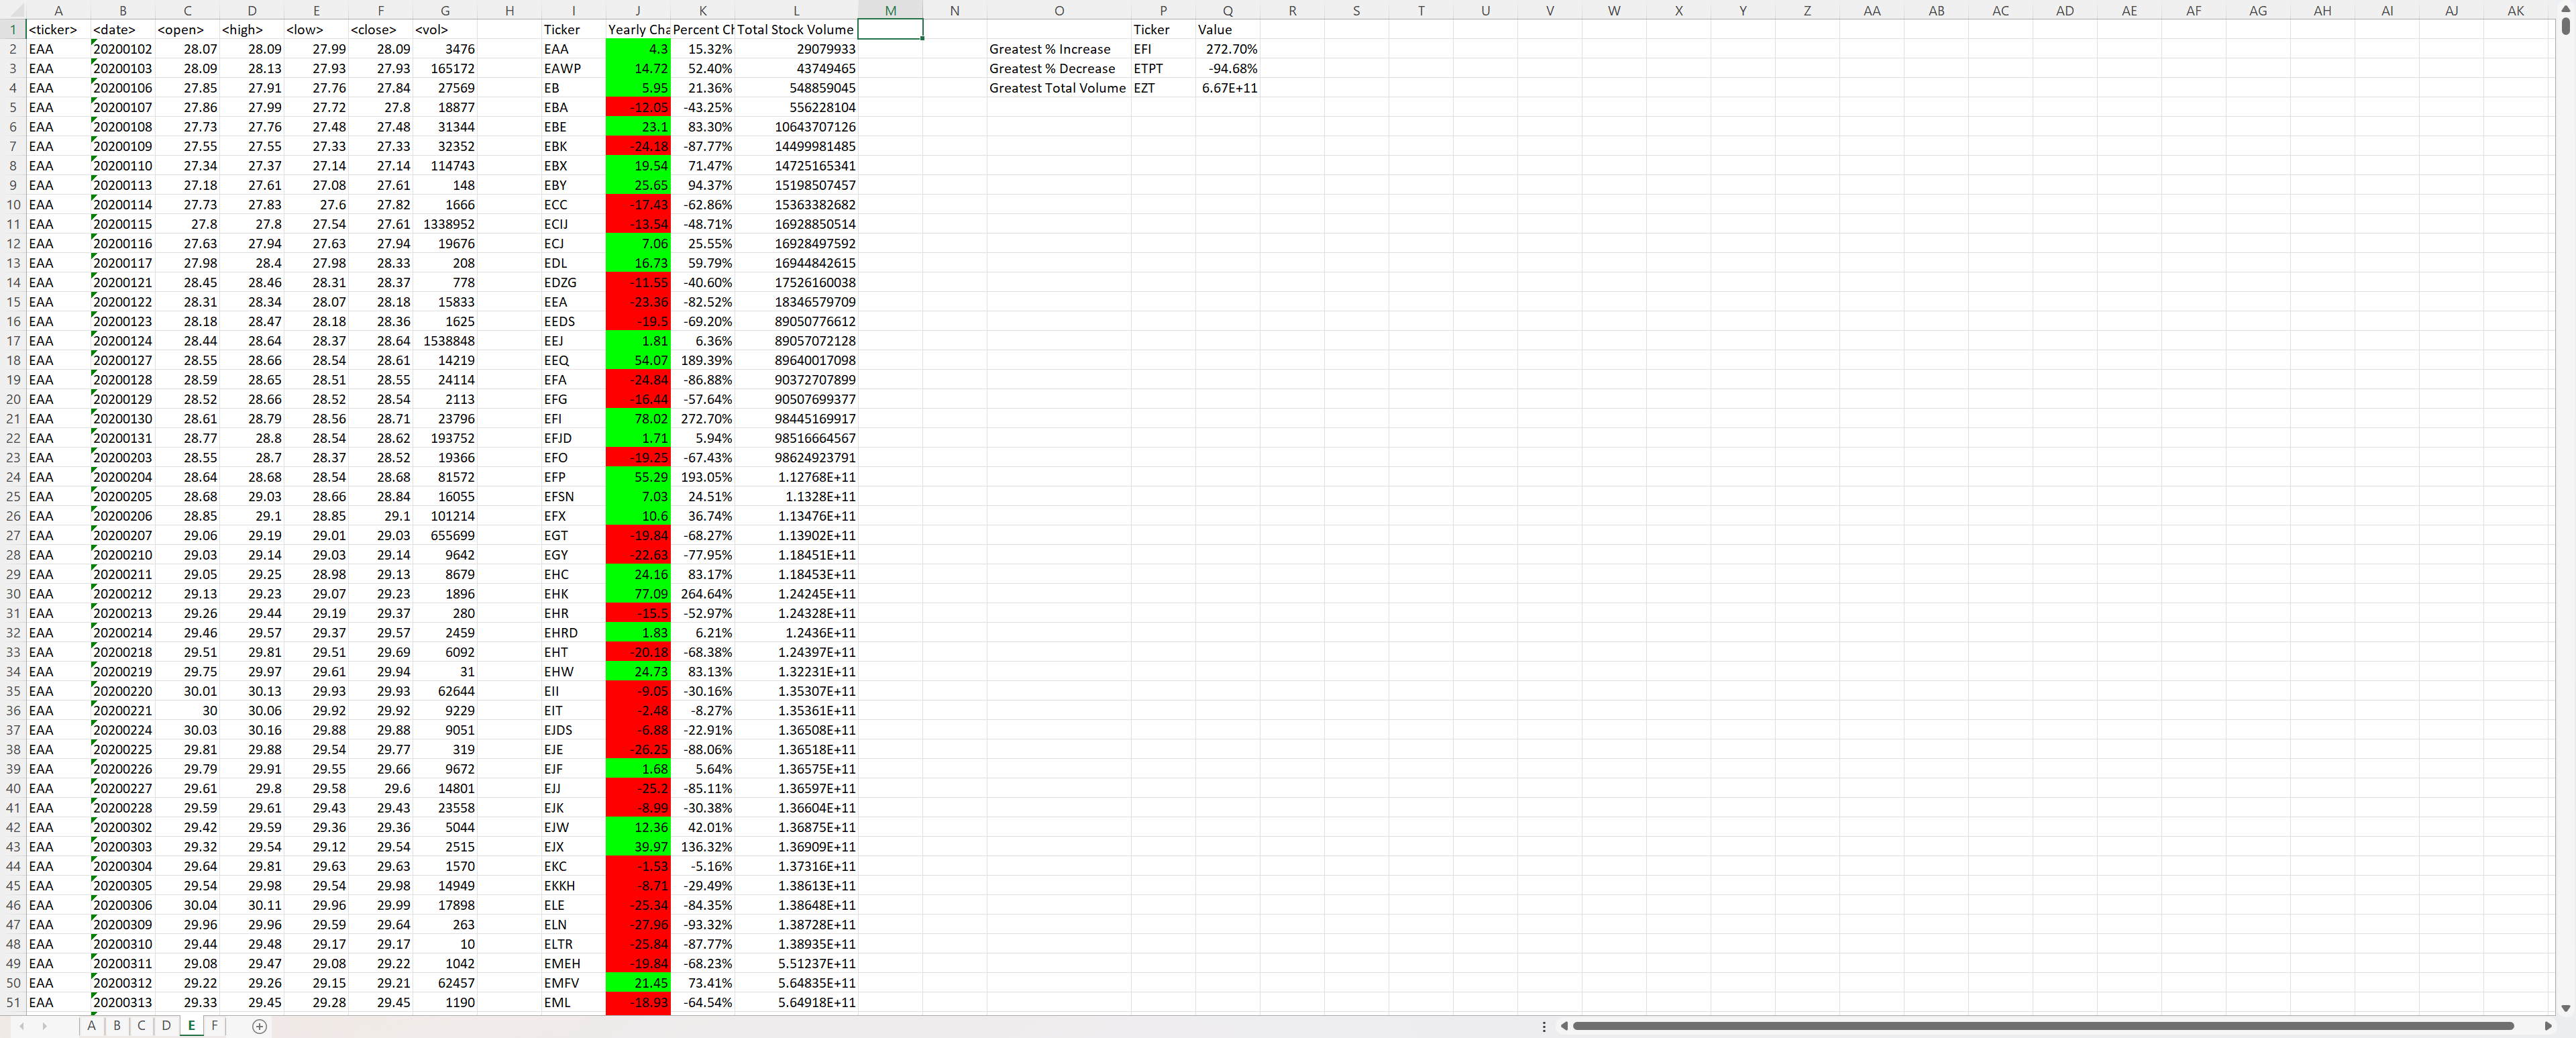 A B C D E F G H I J K L M N O P Q R S T U V W X Y Z AA AB AC AD AE AF AG AH AI AJ AK
1 <ticker> <date> <open> <high> <low> <close> <vol> Ticker Yearly Cha Percent Ch Total Stock Volume Ticker Value
2 EAA 20200102 28.07 28.09 27.99 28.09 3476 EAA 4.3 15.32% 29079933 Greatest % Increase EFI 272.70%
3 EAA 20200103 28.09 28.13 27.93 27.93 165172 EAWP 14.72 52.40% 43749465 Greatest % Decrease ETPT -94.68%
4 EAA 20200106 27.85 27.91 27.76 27.84 27569 EB 5.95 21.36% 548859045 Greatest Total Volume EZT 6.67E+11
5 EAA 20200107 27.86 27.99 27.72 27.8 18877 EBA -12.05 -43.25% 556228104
6 EAA 20200108 27.73 27.76 27.48 27.48 31344 EBE 23.1 83.30% 10643707126
7 EAA 20200109 27.55 27.55 27.33 27.33 32352 EBK -24.18 -87.77% 14499981485
8 EAA 20200110 27.34 27.37 27.14 27.14 114743 EBX 19.54 71.47% 14725165341
9 EAA 20200113 27.18 27.61 27.08 27.61 148 EBY 25.65 94.37% 15198507457
10 EAA 20200114 27.73 27.83 27.6 27.82 1666 ECC -17.43 -62.86% 15363382682
11 EAA 20200115 27.8 27.8 27.54 27.61 1338952 ECIJ -13.54 -48.71% 16928850514
12 EAA 20200116 27.63 27.94 27.63 27.94 19676 ECJ 7.06 25.55% 16928497592
13 EAA 20200117 27.98 28.4 27.98 28.33 208 EDL 16.73 59.79% 16944842615
14 EAA 20200121 28.45 28.46 28.31 28.37 778 EDZG -11.55 -40.60% 17526160038
15 EAA 20200122 28.31 28.34 28.07 28.18 15833 EEA -23.36 -82.52% 18346579709
16 EAA 20200123 28.18 28.47 28.18 28.36 1625 EEDS -19.5 -69.20% 89050776612
17 EAA 20200124 28.44 28.64 28.37 28.64 1538848 EEJ 1.81 6.36% 89057072128
18 EAA 20200127 28.55 28.66 28.54 28.61 14219 EEQ 54.07 189.39% 89640017098
19 EAA 20200128 28.59 28.65 28.51 28.55 24114 EFA -24.84 -86.88% 90372707899
20 EAA 20200129 28.52 28.66 28.52 28.54 2113 EFG -16.44 -57.64% 90507699377
21 EAA 20200130 28.61 28.79 28.56 28.71 23796 EFI 78.02 272.70% 98445169917
22 EAA 20200131 28.77 28.8 28.54 28.62 193752 EFJD 1.71 5.94% 98516664567
23 EAA 20200203 28.55 28.7 28.37 28.52 19366 EFO -19.25 -67.43% 98624923791
24 EAA 20200204 28.64 28.68 28.54 28.68 81572 EFP 55.29 193.05% 1.12768E+11
25 EAA 20200205 28.68 29.03 28.66 28.84 16055 EFSN 7.03 24.51% 1.1328E+11
26 EAA 20200206 28.85 29.1 28.85 29.1 101214 EFX 10.6 36.74% 1.13476E+11
27 EAA 20200207 29.06 29.19 29.01 29.03 655699 EGT -19.84 -68.27% 1.13902E+11
28 EAA 20200210 29.03 29.14 29.03 29.14 9642 EGY -22.63 -77.95% 1.18451E+11
29 EAA 20200211 29.05 29.25 28.98 29.13 8679 EHC 24.16 83.17% 1.18453E+11
30 EAA 20200212 29.13 29.23 29.07 29.23 1896 EHK 77.09 264.64% 1.24245E+11
31 EAA 20200213 29.26 29.44 29.19 29.37 280 EHR -15.5 -52.97% 1.24328E+11
32 EAA 20200214 29.46 29.57 29.37 29.57 2459 EHRD 1.83 6.21% 1.2436E+11
33 EAA 20200218 29.51 29.81 29.51 29.69 6092 EHT -20.18 -68.38% 1.24397E+11
34 EAA 20200219 29.75 29.97 29.61 29.94 31 EHW 24.73 83.13% 1.32231E+11
35 EAA 20200220 30.01 30.13 29.93 29.93 62644 EII -9.05 -30.16% 1.35307E+11
36 EAA 20200221 30 30.06 29.92 29.92 9229 EIT -2.48 -8.27% 1.35361E+11
37 EAA 20200224 30.03 30.16 29.88 29.88 9051 EJDS -6.88 -22.91% 1.36508E+11
38 EAA 20200225 29.81 29.88 29.54 29.77 319 EJE -26.25 -88.06% 1.36518E+11
39 EAA 20200226 29.79 29.91 29.55 29.66 9672 EJF 1.68 5.64% 1.36575E+11
40 EAA 20200227 29.61 29.8 29.58 29.6 14801 EJJ -25.2 -85.11% 1.36597E+11
41 EAA 20200228 29.59 29.61 29.43 29.43 23558 EJK -8.99 -30.38% 1.36604E+11
42 EAA 20200302 29.42 29.59 29.36 29.36 5044 EJW 12.36 42.01% 1.36875E+11
43 EAA 20200303 29.32 29.54 29.12 29.54 2515 EJX 39.97 136.32% 1.36909E+11
44 EAA 20200304 29.64 29.81 29.63 29.63 1570 EKC -1.53 -5.16% 1.37316E+11
45 EAA 20200305 29.54 29.98 29.54 29.98 14949 EKKH -8.71 -29.49% 1.38613E+11
46 EAA 20200306 30.04 30.11 29.96 29.99 17898 ELE -25.34 -84.35% 1.38648E+11
47 EAA 20200309 29.96 29.96 29.59 29.64 263 ELN -27.96 -93.32% 1.38728E+11
48 EAA 20200310 29.44 29.48 29.17 29.17 10 ELTR -25.84 -87.77% 1.38935E+11
49 EAA 20200311 29.08 29.47 29.08 29.22 1042 EMEH -19.84 -68.23% 5.51237E+11
50 EAA 20200312 29.22 29.26 29.15 29.21 62457 EMFV 21.45 73.41% 5.64835E+11
51 EAA 20200313 29.33 29.45 29.28 29.45 1190 EML -18.93 -64.54% 5.64918E+11
A B C D E F